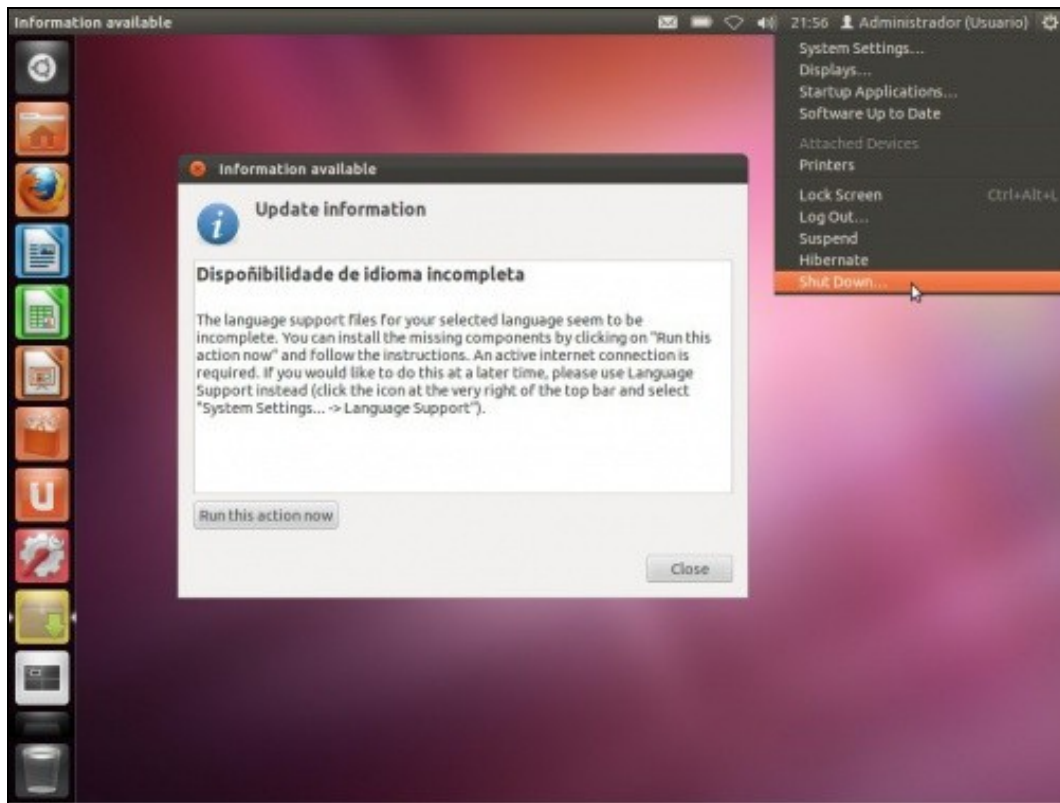 Information available
21:56 Administrador (Usuario)
System Settings...
Displays...
Startup Applications...
Software Up to Date
Attached Devices
Printers
Lock Screen Ctrl+Alt+L
Log Out...
Suspend
Hibernate
Shut Down...
Information available
Update information
Dispoñibilidade de idioma incompleta
The language support files for your selected language seem to be
incomplete. You can install the missing components by clicking on "Run this
action now" and follow the instructions. An active internet connection is
required. If you would like to do this at a later time, please use Language
Support instead (click the icon at the very right of the top bar and select
"System Settings... -> Language Support").
Run this action now
Close